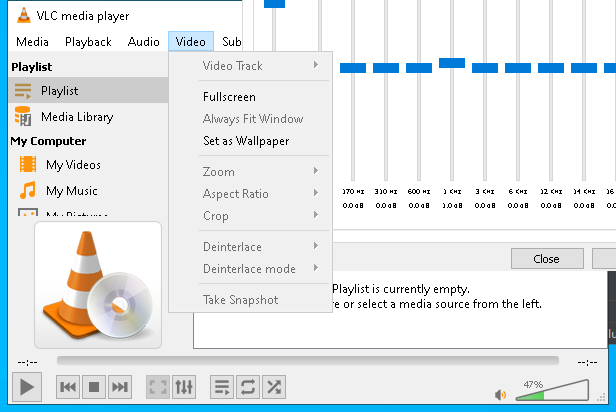 VLC media player
Media Playback Audio Video Sub
Playlist
Playlist
Media Library
My Computer
My Videos
My Music
Video Track
Fullscreen
Always Fit Window
Set as Wallpaper
Zoom
Aspect Ratio
Crop
Deinterlace
Deinterlace mode
Take Snapshot
170 Hz 310 Hz 600 Hz 1 KHz 3 KHz 6 KHz 12 KHz 14 KHz 16
0.0 dB 0.0 dB 0.0 dB 1.0 dB 0.0 dB 0.0 dB 0.0 dB 0.0 dB 0.0
Close
Playlist is currently empty.
re or select a media source from the left.
--:-- --:--
47%